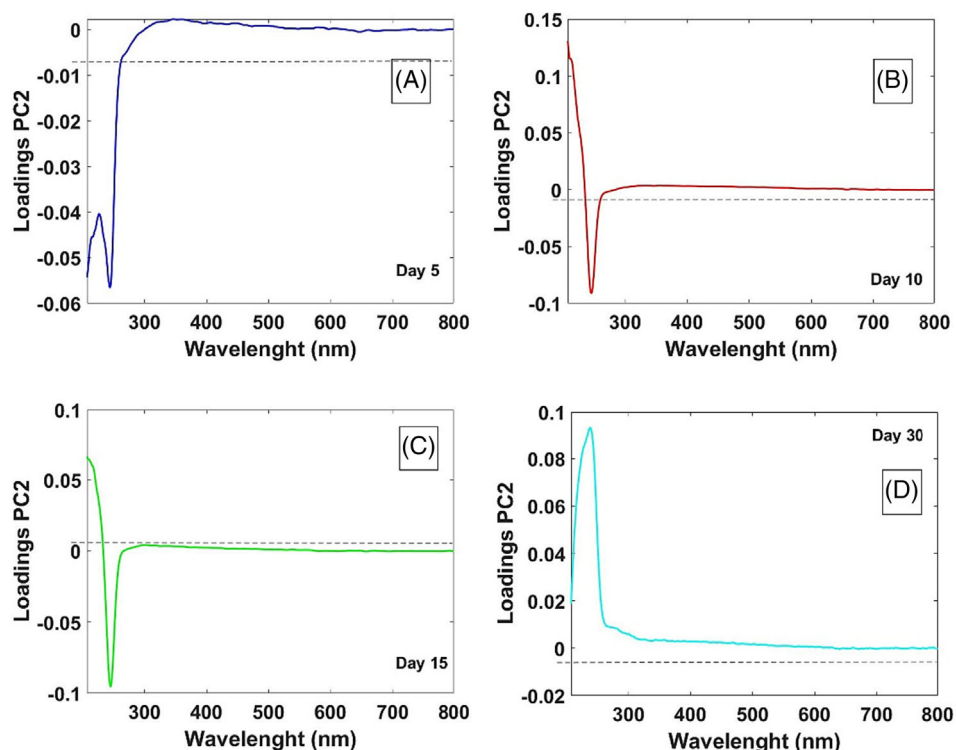 0
-0.01
-0.02
-0.03
-0.04
-0.05
-0.06
Loadings PC2
(A)
Day 5
300 400 500 600 700 800
Wavelenght (nm)
0.15
0.1
0.05
0
-0.05
-0.1
Loadings PC2
(B)
Day 10
300 400 500 600 700 800
Wavelenght (nm)
0.1
0.05
0
-0.05
-0.1
Loadings PC2
(C)
Day 15
300 400 500 600 700 800
Wavelenght (nm)
0.1
0.08
0.06
0.04
0.02
0
-0.02
Loadings PC2
Day 30
(D)
300 400 500 600 700 800
Wavelenght (nm)